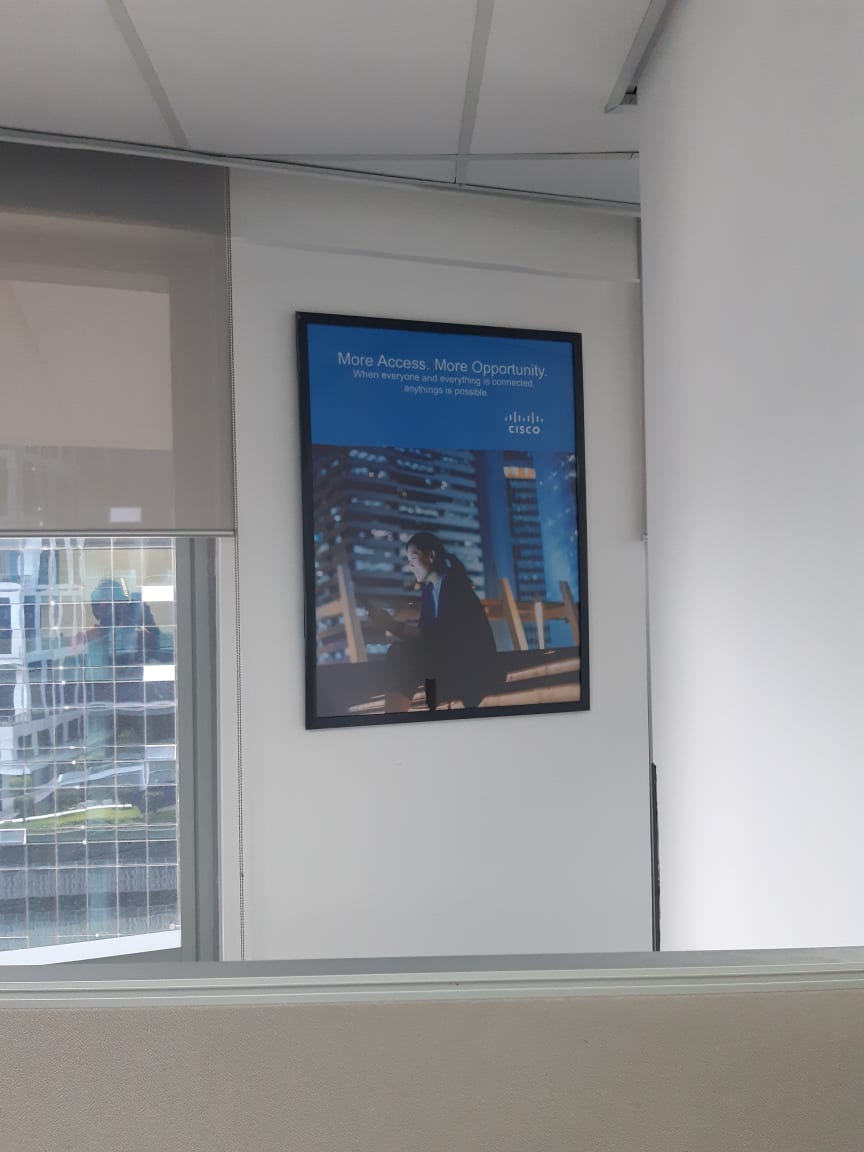 More Access. More Opportunity.
When everyone and everything is connected,
anythings is possible.
CISCO